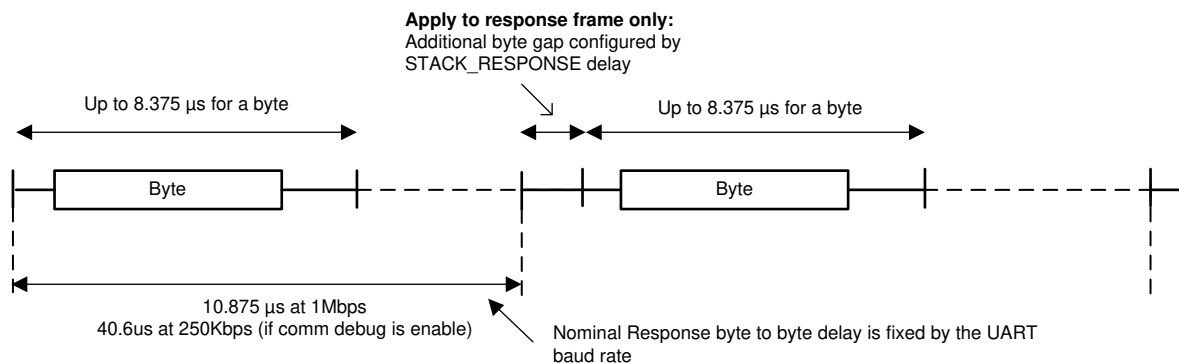 Apply to response frame only:
Additional byte gap configured by
STACK_RESPONSE delay
Up to 8.375 µs for a byte
Up to 8.375 µs for a byte
Byte
Byte
10.875 µs at 1Mbps
40.6us at 250Kbps (if comm debug is enable)
Nominal Response byte to byte delay is fixed by the UART
baud rate